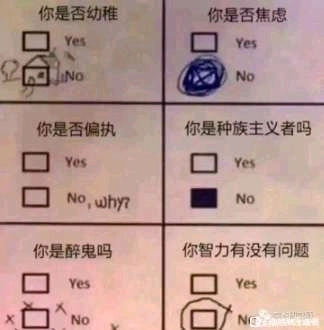 你是否幼稚
Yes
No
你是否焦虑
Yes
No
你是否偏执
Yes
No, why?
你是种族主义者吗
Yes
No
你是醉鬼吗
Yes
No
你智力有没有问题
Yes
No